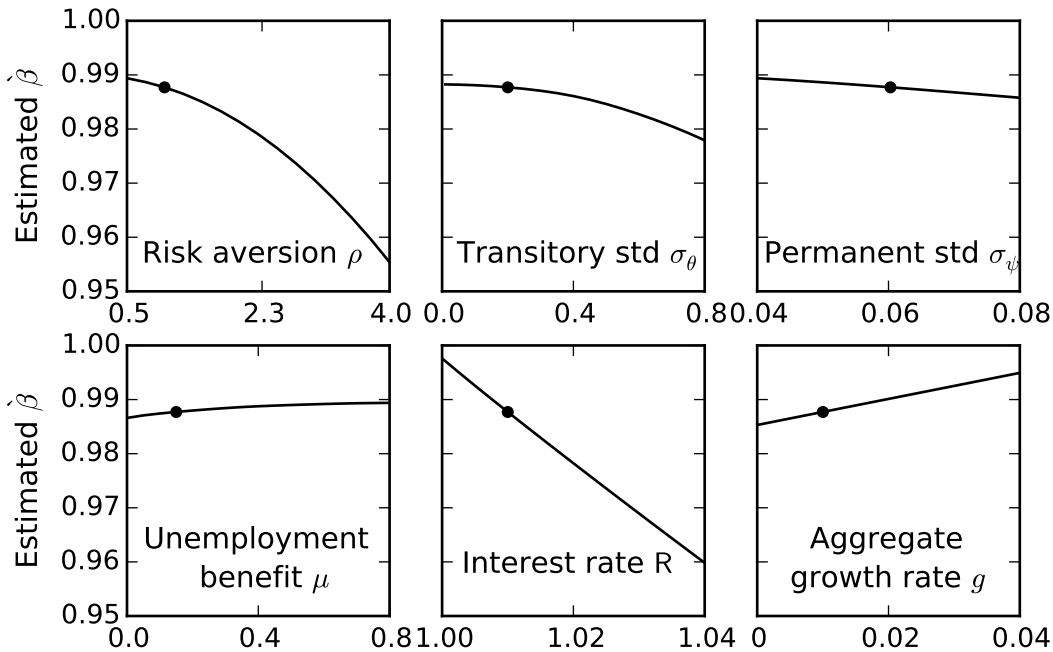 1.00
0.99
0.98
0.97
0.96
0.95
Estimated β̀
Risk aversion ρ
Transitory std σ_θ
Permanent std σ_ψ
0.5 2.3 4.0 0.0 0.4 0.8 0.04 0.06 0.08
1.00
0.99
0.98
0.97
0.96
0.95
Estimated β̀
Unemployment
benefit μ
Interest rate R
Aggregate
growth rate g
0.0 0.4 0.8 1.00 1.02 1.04 0 0.02 0.04